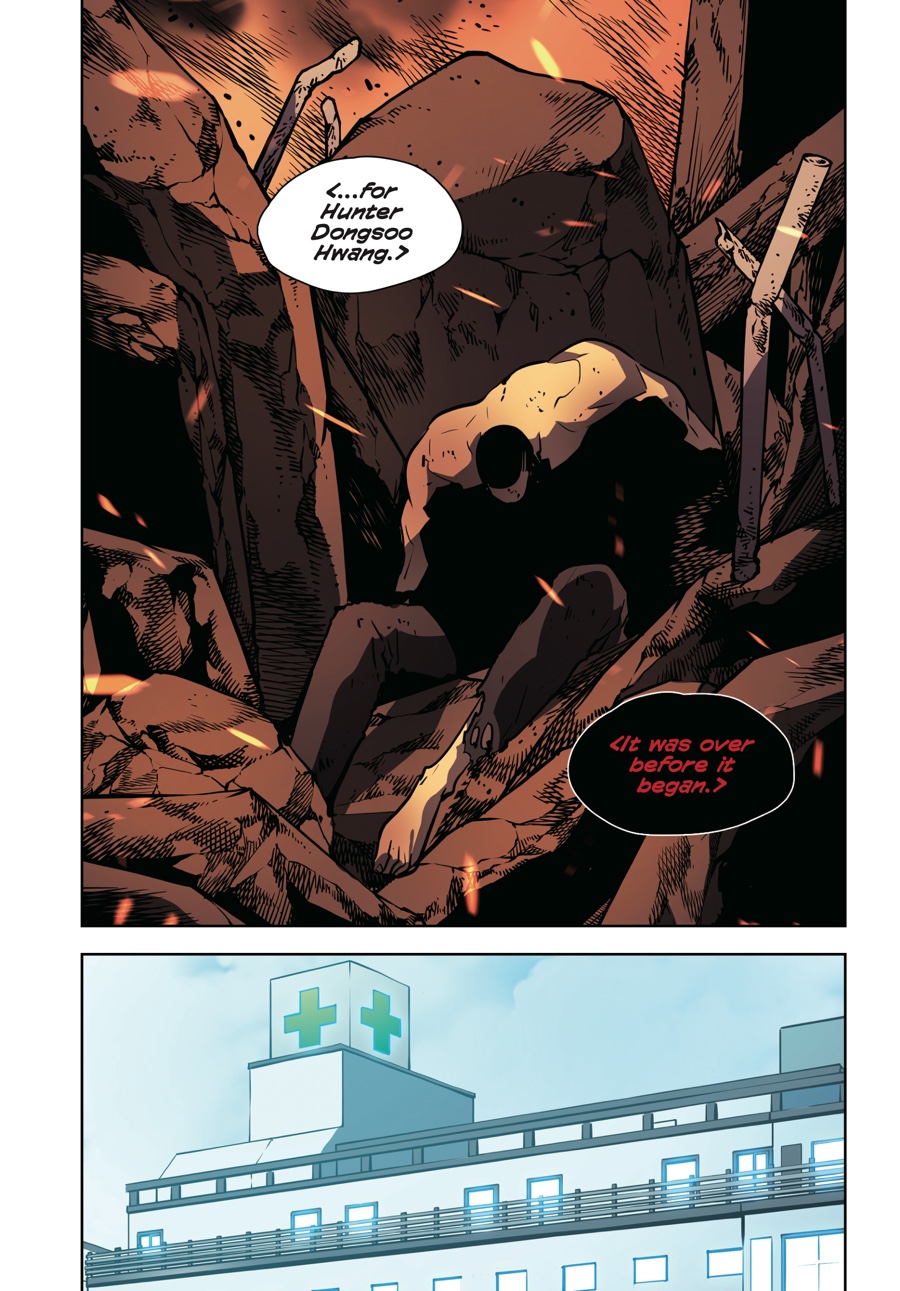 <...for
Hunter
Dongsoo
Hwang.>
<It was over
before it
began.>